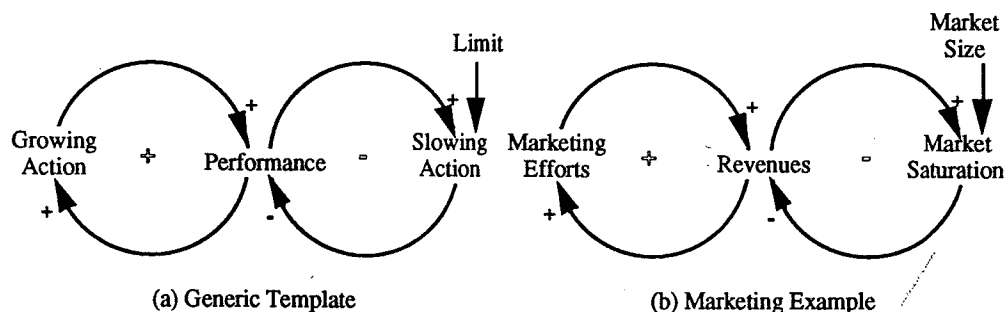 Limit
+
+
Growing
Action
+
Performance
-
Slowing
Action
+
-
(a) Generic Template
Market
Size
+
+
Marketing
Efforts
+
Revenues
-
Market
Saturation
+
-
(b) Marketing Example